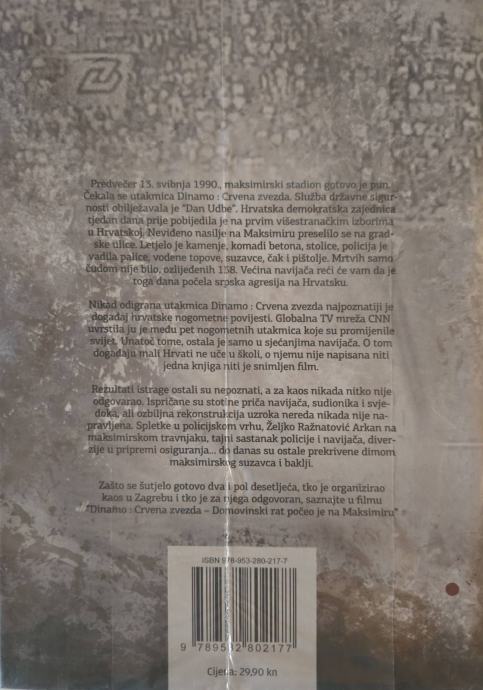 Predvečer 13. svibnja 1990., maksimirski stadion gotovo je pun.
Čekala se utakmica Dinamo : Crvena zvezda. Služba državne sigur-
nosti obilježavala je "Dan Udbe". Hrvatska demokratska zajednica
tjedan dana prije pobijedila je na prvim višestranačkim izborima
u Hrvatskoj. Neviđeno nasilje na Maksimiru preselilo se na grad-
ske ulice. Letjelo je kamenje, komadi betona, stolice, policija je
vadila palice, vodene topove, suzavce, čak i pištolje. Mrtvih samo
čudom nije bilo, ozlijeđenih 138. Većina navijača reći će vam da je
toga dana počela srpska agresija na Hrvatsku.
Nikad odigrana utakmica Dinamo : Crvena zvezda najpoznatiji je
događaj hrvatske nogometne povijesti. Globalna TV mreža CNN
uvrstila ju je među pet nogometnih utakmica koje su promijenile
svijet. Unatoč tome, ostala je samo u sjećanjima navijača. O tom
događaju mali Hrvati ne uče u školi, o njemu nije napisana niti
jedna knjiga niti je snimljen film.
Rezultati istrage ostali su nepoznati, a za kaos nikada nitko nije
odgovarao. Ispričane su stotine priča navijača, sudionika i svje-
doka, ali ozbiljna rekonstrukcija uzroka nereda nikada nije na-
pravljena. Spletke u policijskom vrhu, Željko Ražnatović Arkan na
maksimirskom travnjaku, tajni sastanak policije i navijača, diver-
zije u pripremi osiguranja... do danas su ostale prekrivene dimom
maksimirskog suzavca i baklji.
Zašto se šutjelo gotovo dva i pol desetljeća, tko je organizirao
kaos u Zagrebu i tko je za njega odgovoran, saznajte u filmu
"Dinamo : Crvena zvezda – Domovinski rat počeo je na Maksimiru"
ISBN 978-953-280-217-7
9 789532 802177
Cijena: 29,90 kn